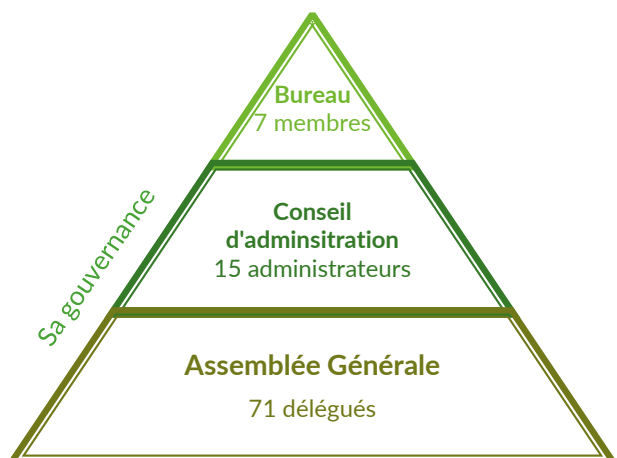 Bureau
7 membres
Sa gouvernance
Conseil
d'adminsitration
15 administrateurs
Assemblée Générale
71 délégués